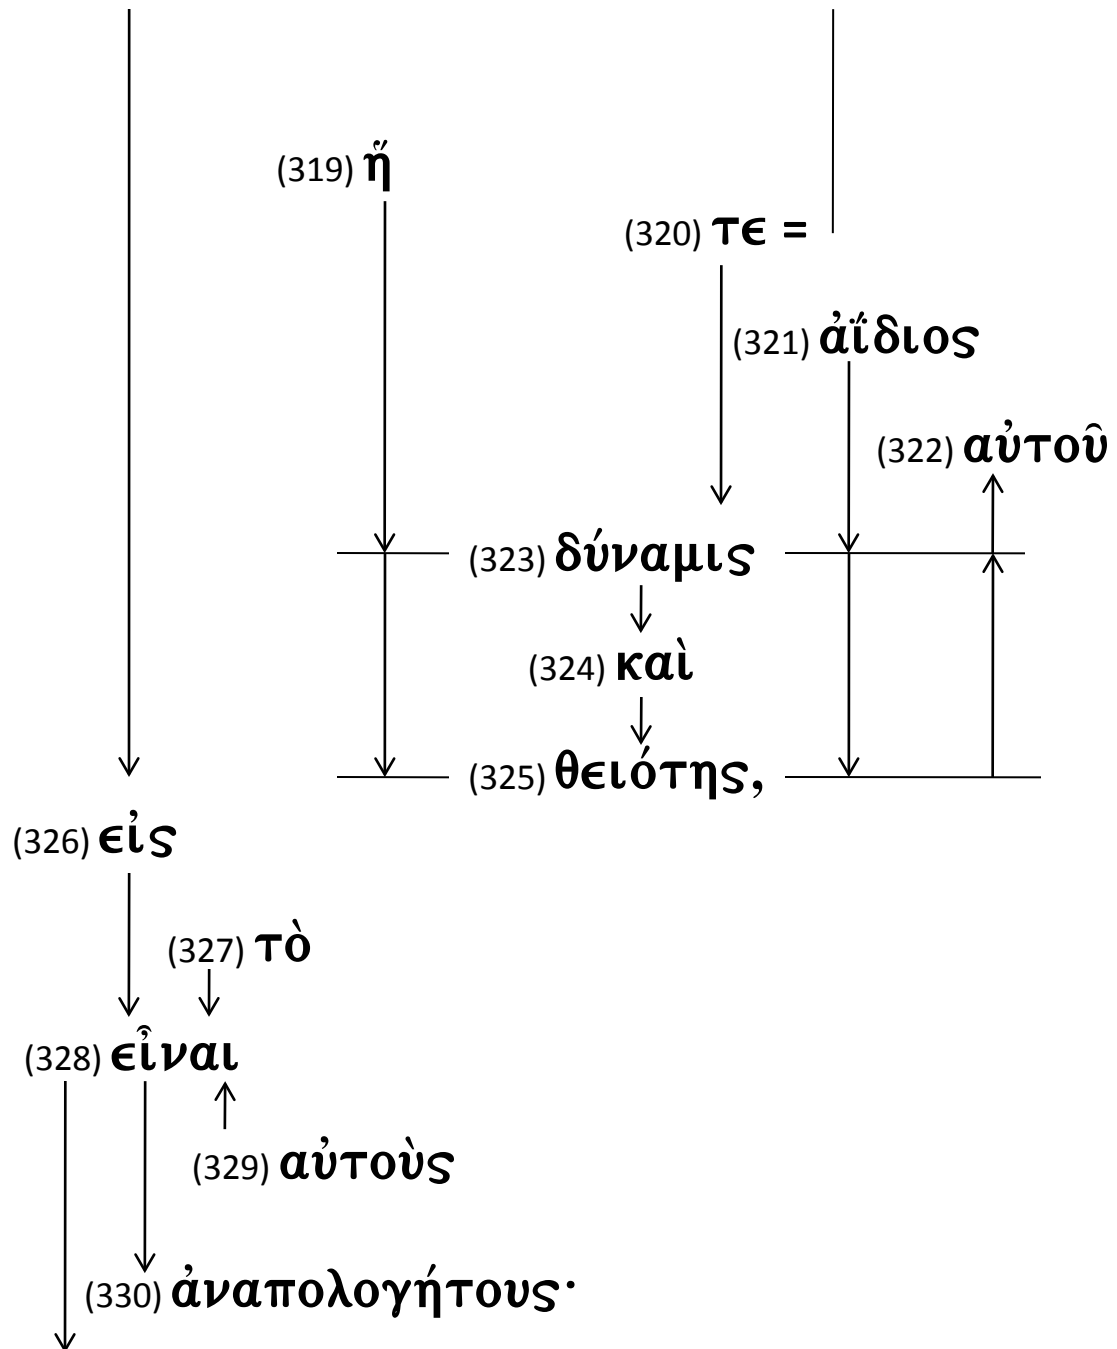 (319) ἥ
(320) τε =
(321) ἀΐδιος
(322) αὐτοῦ
(323) δύναμις
(324) καὶ
(325) θειότης,
(326) εἰς
(327) τὸ
(328) εἶναι
(329) αὐτοὺς
(330) ἀναπολογήτους·